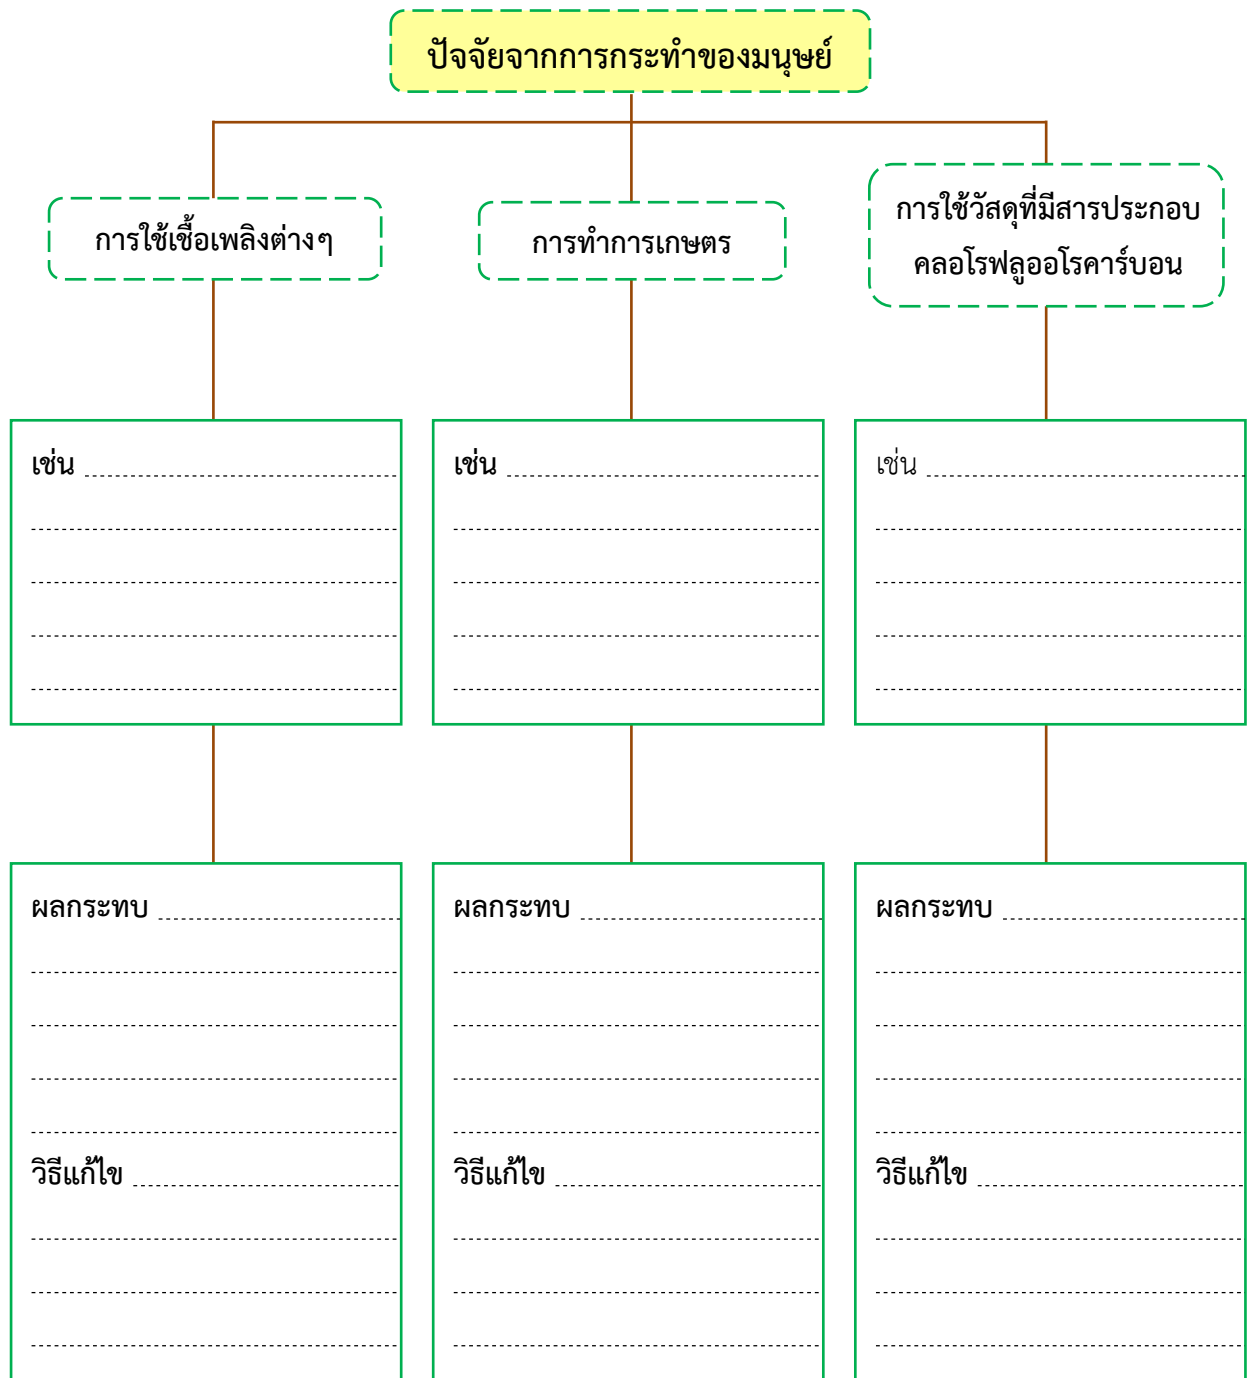 ปัจจัยจากการกระทำของมนุษย์
การใช้เชื้อเพลิงต่างๆ
การทำการเกษตร
การใช้วัสดุที่มีสารประกอบ
คลอโรฟลูออโรคาร์บอน
เช่น
เช่น
เช่น
ผลกระทบ
ผลกระทบ
ผลกระทบ
วิธีแก้ไข
วิธีแก้ไข
วิธีแก้ไข